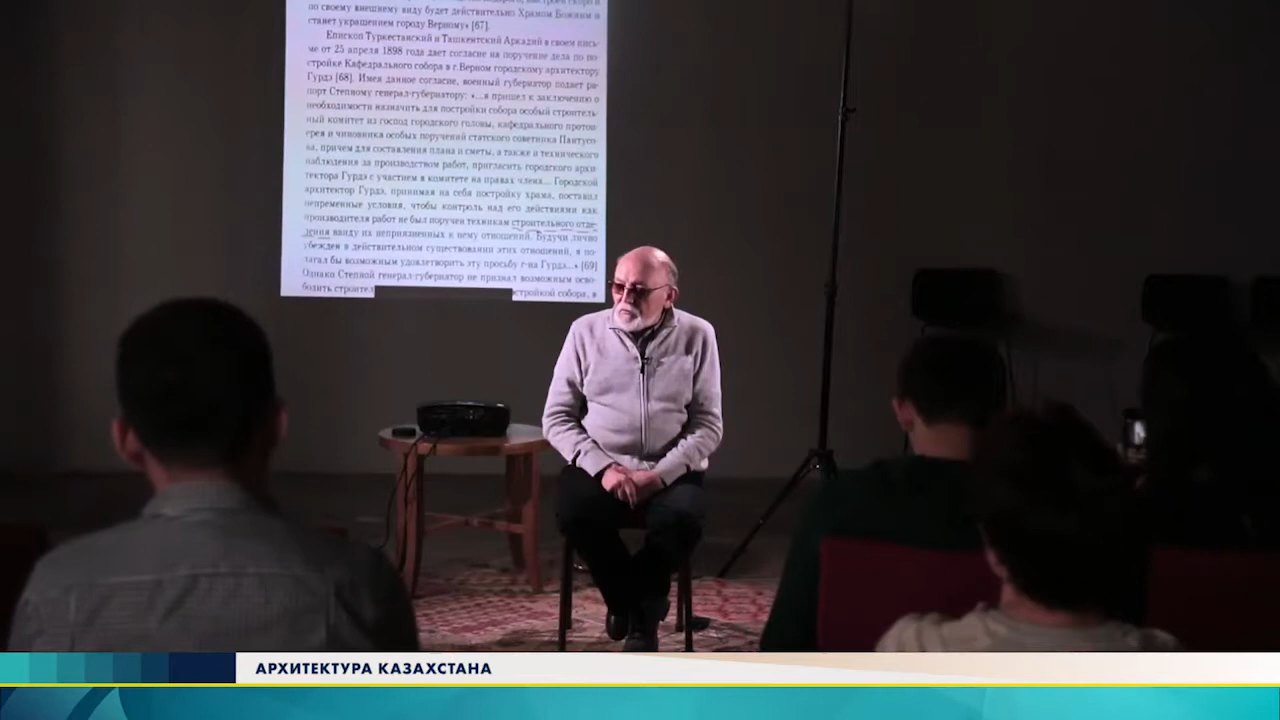 по своему внешнему виду будет действительно Храмом Божиим и
станет украшением городу Верному» [67].
Епископ Туркестанский и Ташкентский Аркадий в своем пись-
ме от 25 апреля 1898 года дает согласие на поручение дела по по-
стройке Кафедрального собора в г.Верном городскому архитектору
Гурдэ [68]. Имея данное согласие, военный губернатор подает ра-
порт Степному генерал-губернатору: «...я пришел к заключению о
необходимости назначить для постройки собора особый строитель-
ный комитет из господ городского головы, кафедрального протои-
ерея и чиновника особых поручений статского советника Пантусо-
ва, причем для составления плана и сметы, а также и технического
наблюдения за производством работ, пригласить городского архи-
тектора Гурдэ с участием в комитете на правах члена... Городской
архитектор Гурдэ, принимая на себя постройку храма, поставил
непременные условия, чтобы контроль над его действиями как
производителя работ не был поручен техникам строительного отде-
ления ввиду их неприязненных к нему отношений. Будучи лично
убежден в действительном существовании этих отношений, я по-
лагал бы возможным удовлетворить эту просьбу г-на Гурдэ...» [69]
Однако Степной генерал-губернатор не признал возможным осво-
бодить строител стройкой собора, в
АРХИТЕКТУРА КАЗАХСТАНА